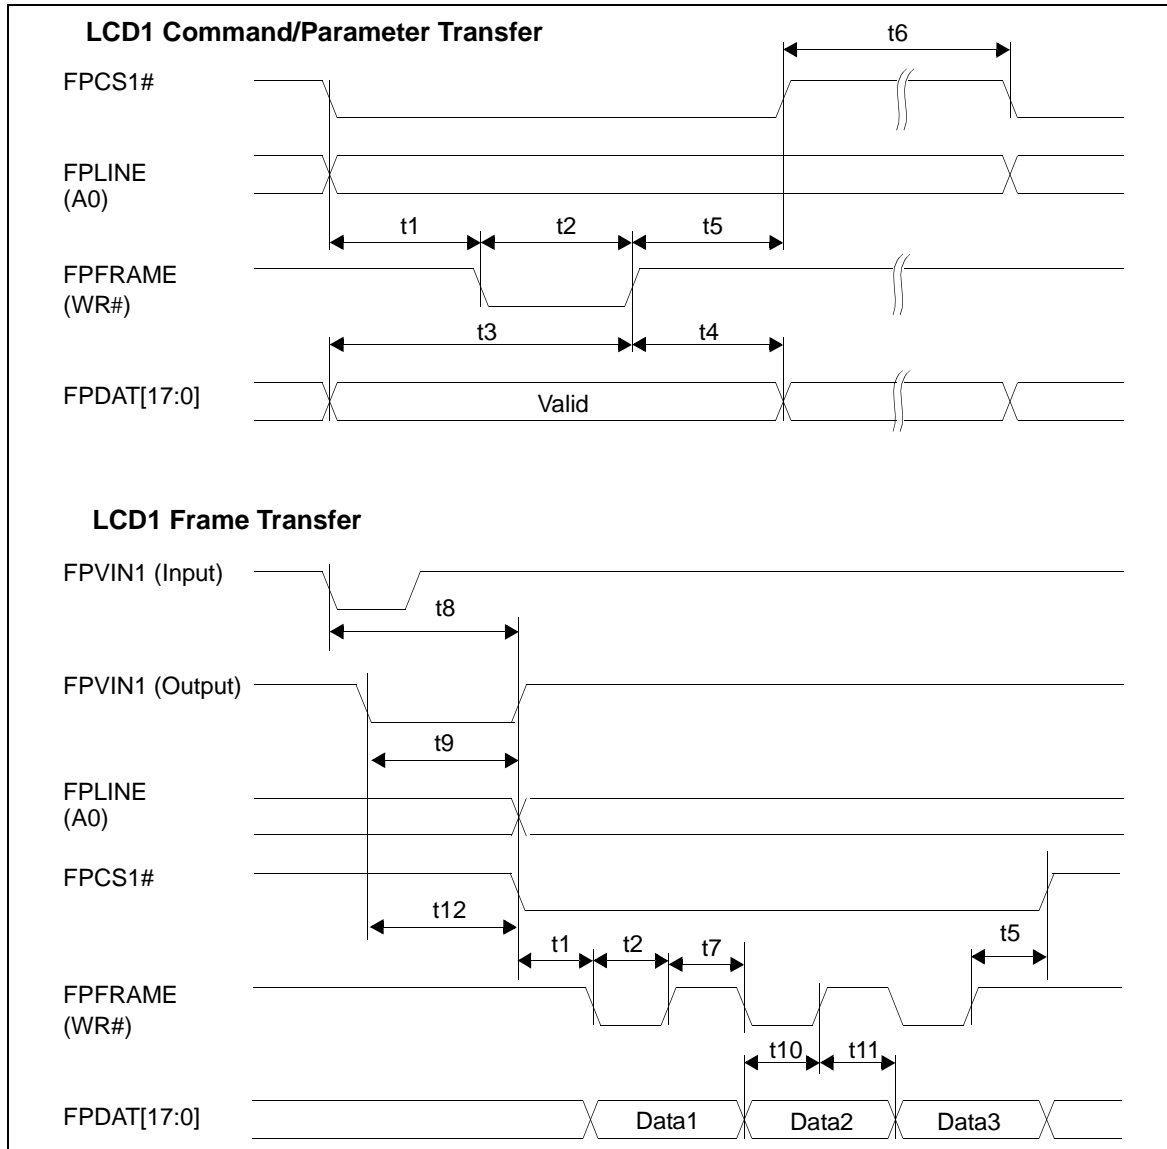 LCD1 Command/Parameter Transfer
t6
FPCS1#
FPLINE
(A0)
t1 t2 t5
FPFRAME
(WR#)
t3 t4
FPDAT[17:0] Valid
LCD1 Frame Transfer
FPVIN1 (Input)
t8
FPVIN1 (Output)
t9
FPLINE
(A0)
FPCS1#
t12
t1 t2 t7 t5
FPFRAME
(WR#)
t10 t11
FPDAT[17:0] Data1 Data2 Data3